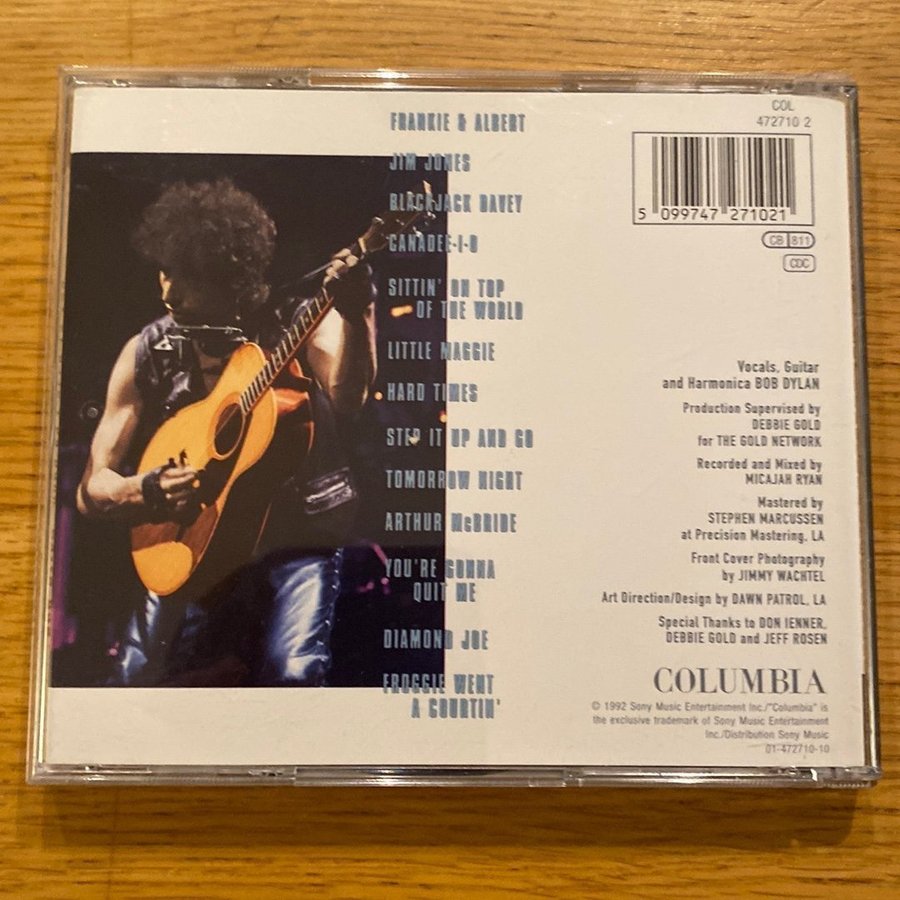 FRANKIE & ALBERT
JIM JONES
BLACKJACK DAVEY
CANADEE-I-O
SITTIN' ON TOP
OF THE WORLD
LITTLE MAGGIE
HARD TIMES
STEP IT UP AND GO
TOMORROW NIGHT
ARTHUR McBRIDE
YOU'RE GONNA
QUIT ME
DIAMOND JOE
FROGGIE WENT
A COURTIN'
COL
472710 2
5 099747 271021
CB 811
CDC
Vocals, Guitar
and Harmonica BOB DYLAN
Production Supervised by
DEBBIE GOLD
for THE GOLD NETWORK
Recorded and Mixed by
MICAJAH RYAN
Mastered by
STEPHEN MARCUSSEN
at Precision Mastering, LA
Front Cover Photography
by JIMMY WACHTEL
Art Direction/Design by DAWN PATROL, LA
Special Thanks to DON IENNER,
DEBBIE GOLD and JEFF ROSEN
COLUMBIA
© 1992 Sony Music Entertainment Inc./"Columbia" is
the exclusive trademark of Sony Music Entertainment
Inc./Distribution Sony Music
01-472710-10